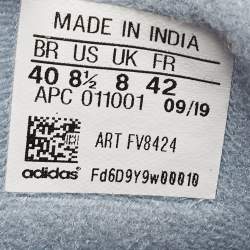 MADE IN INDIA
BR US UK FR
40 8½ 8 42
APC 011001 09/19
ART FV8424
adidas Fd6D9Y9w00010